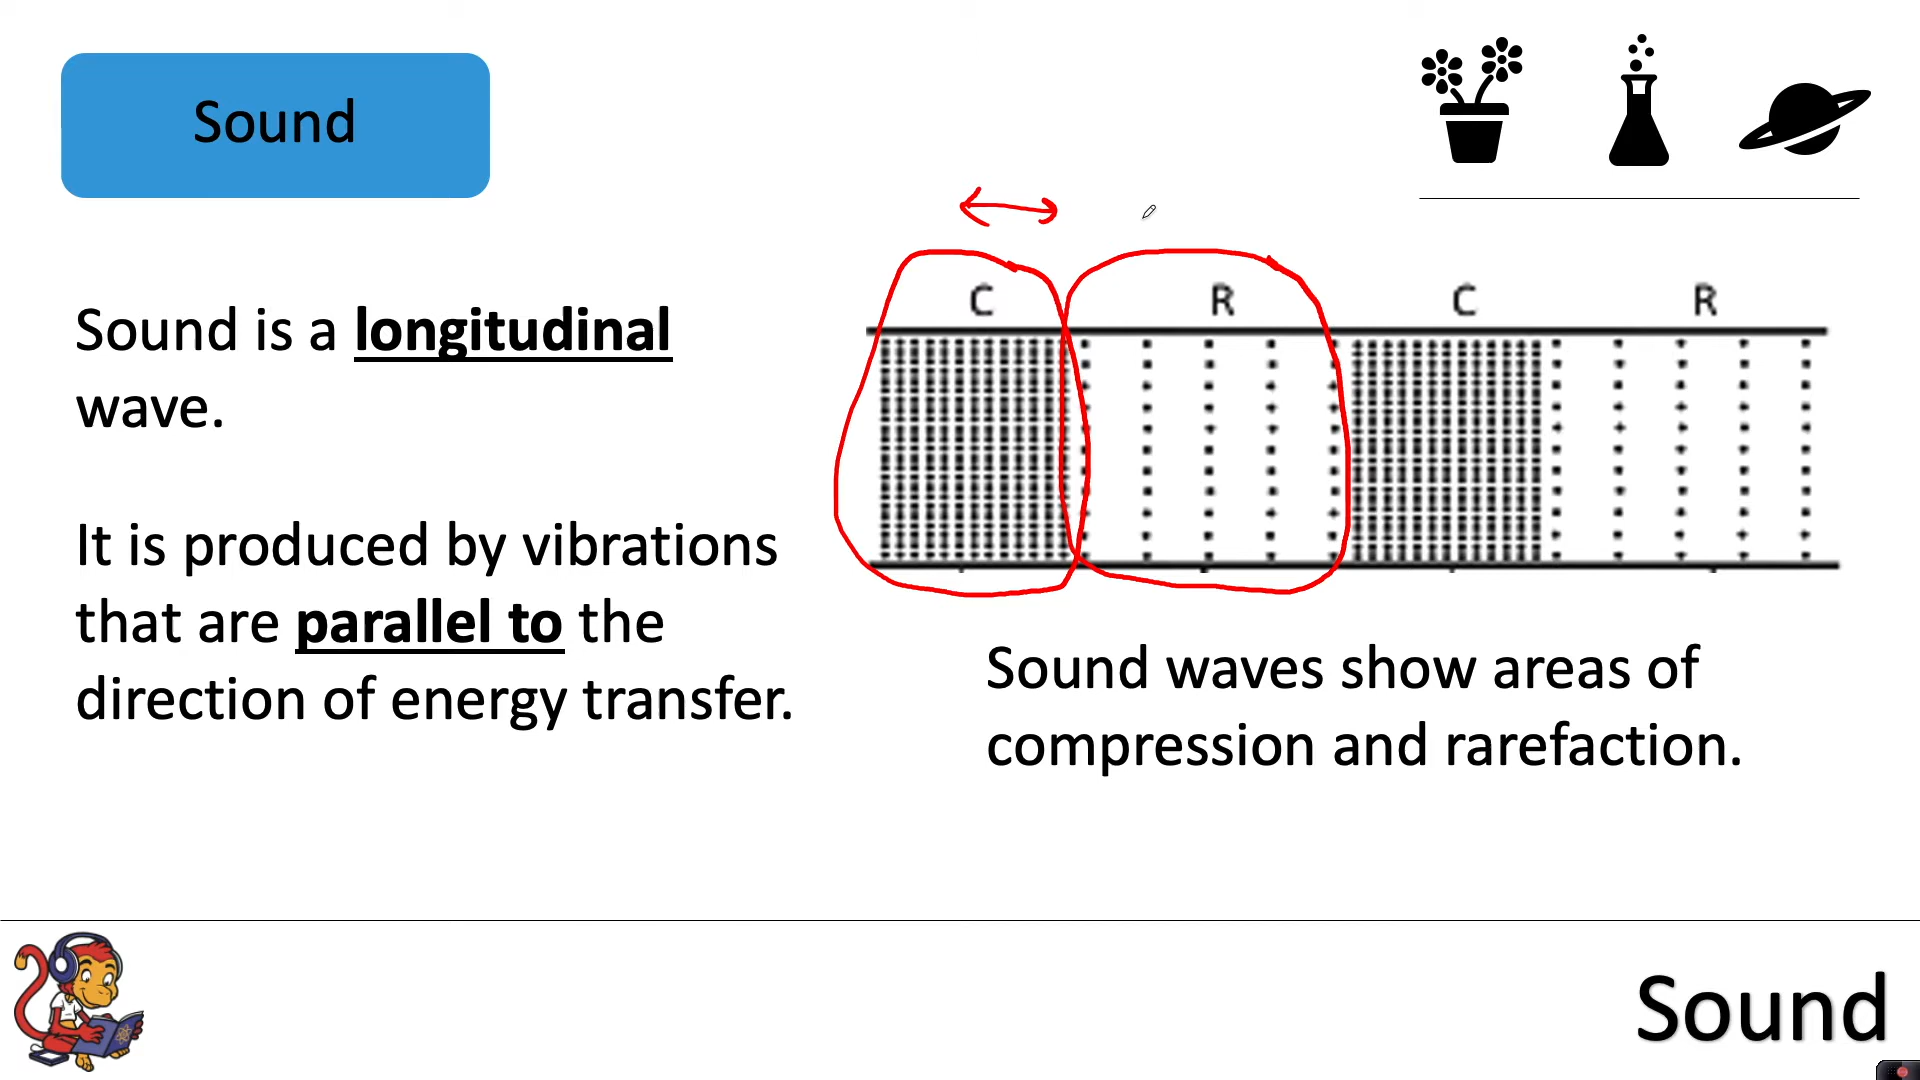 Sound
Sound is a longitudinal
wave.
It is produced by vibrations
that are parallel to the
direction of energy transfer.
C R C R
Sound waves show areas of
compression and rarefaction.
Sound